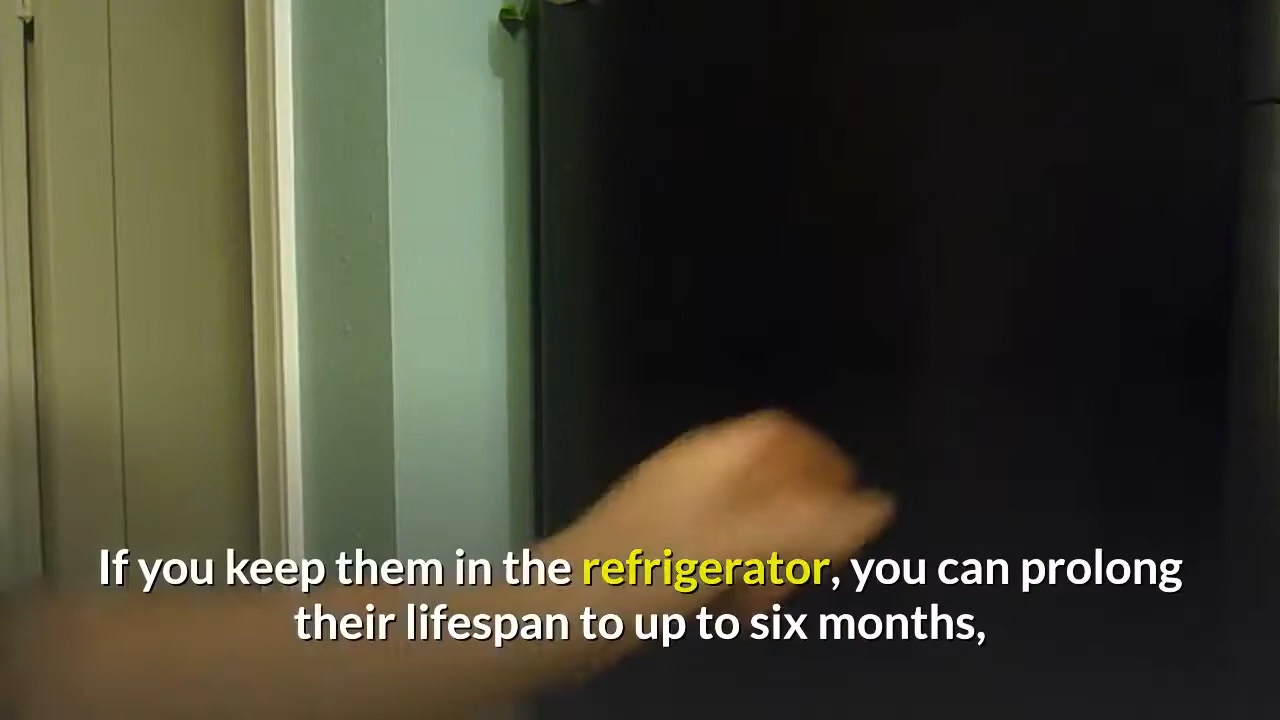 If you keep them in the refrigerator, you can prolong
their lifespan to up to six months,